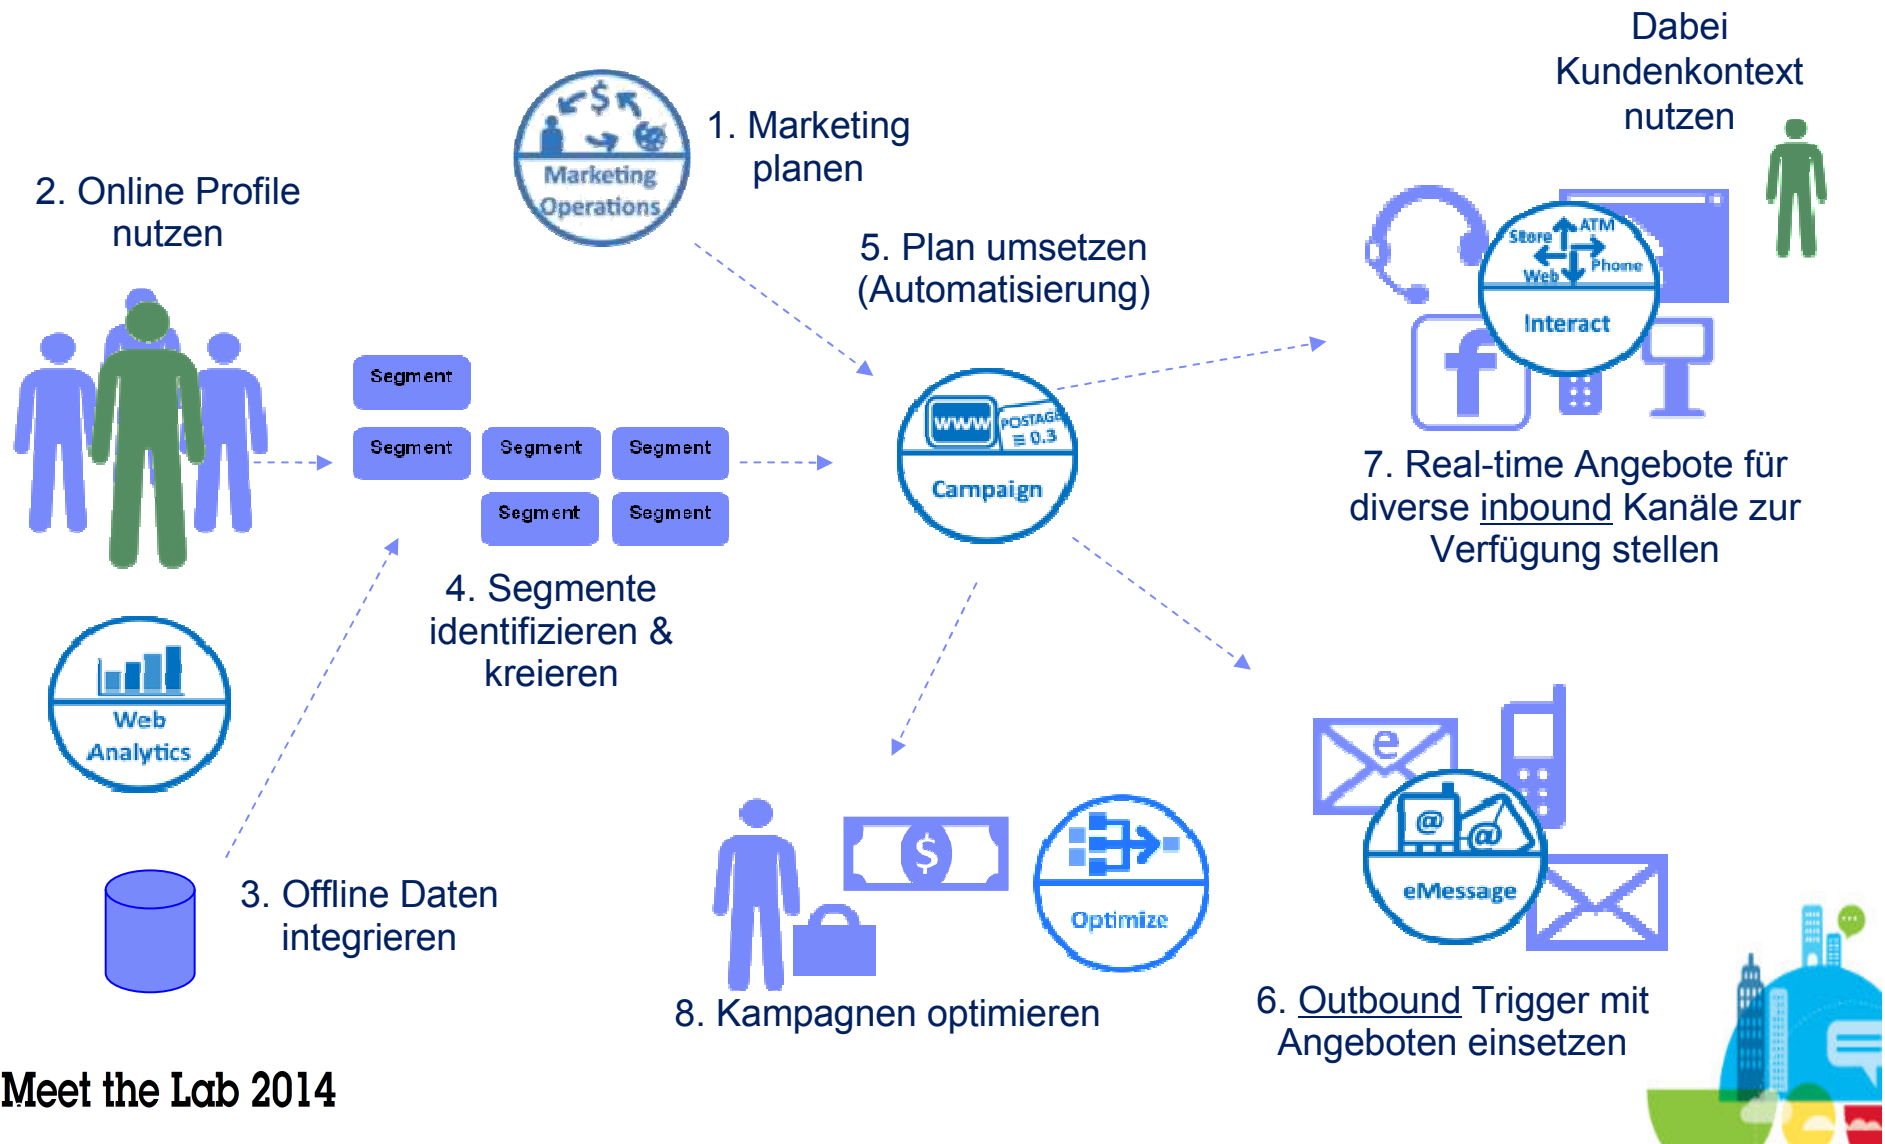 Dabei
Kundenkontext
nutzen
$
Marketing
Operations
1. Marketing
planen
2. Online Profile
nutzen
5. Plan umsetzen
(Automatisierung)
Store
ATM
Web
Phone
Interact
f
Segment
Segment
Segment
Segment
Segment
Segment
www
POSTAGE
≡ 0.3
Campaign
7. Real-time Angebote für
diverse inbound Kanäle zur
Verfügung stellen
4. Segmente
identifizieren &
kreieren
Web
Analytics
e
@
@
eMessage
$
Optimize
3. Offline Daten
integrieren
8. Kampagnen optimieren
6. Outbound Trigger mit
Angeboten einsetzen
Meet the Lab 2014